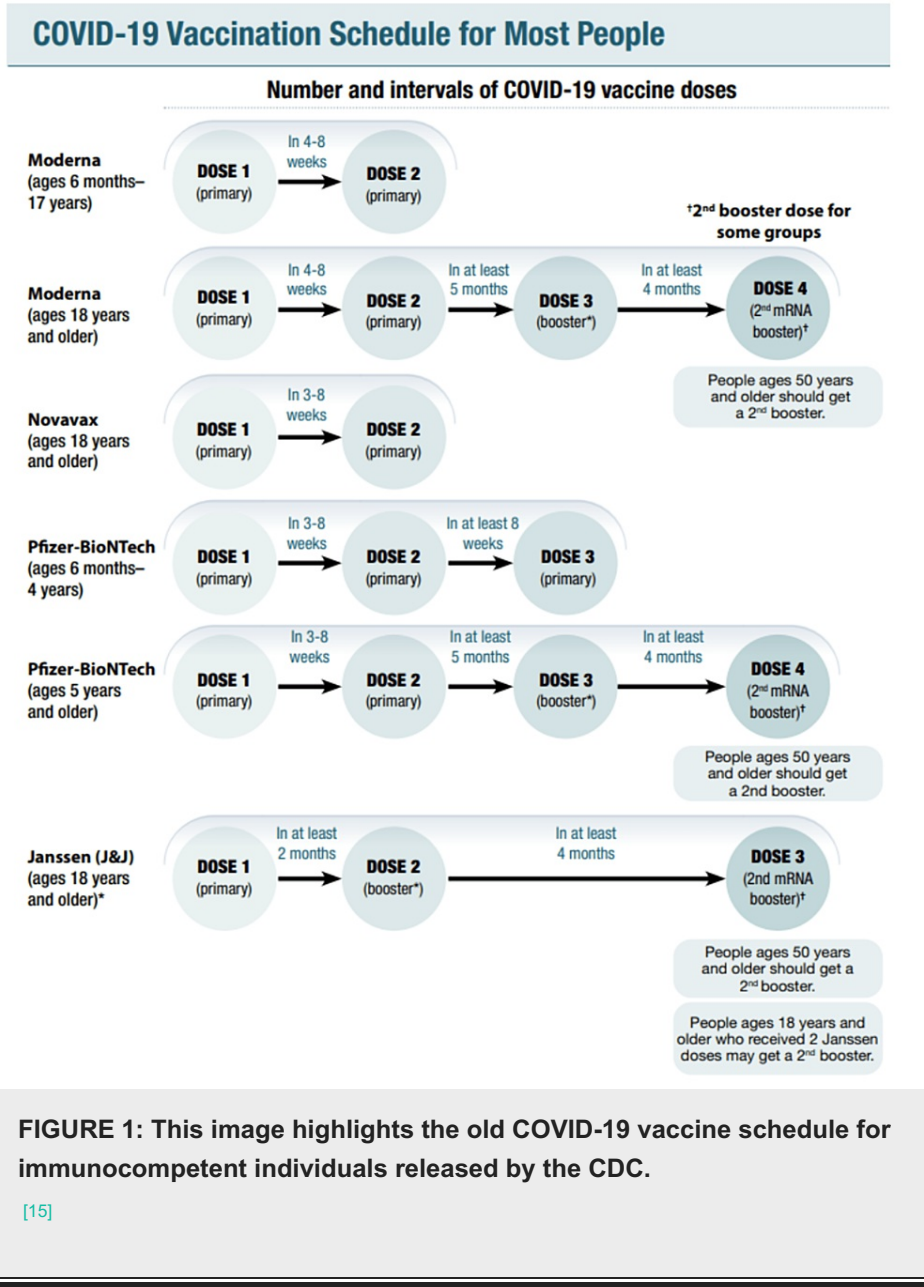 COVID-19 Vaccination Schedule for Most People
Number and intervals of COVID-19 vaccine doses
Moderna
(ages 6 months–
17 years)
DOSE 1
(primary)
In 4-8
weeks
DOSE 2
(primary)
†2nd booster dose for
some groups
Moderna
(ages 18 years
and older)
DOSE 1
(primary)
In 4-8
weeks
DOSE 2
(primary)
In at least
5 months
DOSE 3
(booster*)
In at least
4 months
DOSE 4
(2nd mRNA
booster)†
People ages 50 years
and older should get
a 2nd booster.
Novavax
(ages 18 years
and older)
DOSE 1
(primary)
In 3-8
weeks
DOSE 2
(primary)
Pfizer-BioNTech
(ages 6 months–
4 years)
DOSE 1
(primary)
In 3-8
weeks
DOSE 2
(primary)
In at least 8
weeks
DOSE 3
(primary)
Pfizer-BioNTech
(ages 5 years
and older)
DOSE 1
(primary)
In 3-8
weeks
DOSE 2
(primary)
In at least
5 months
DOSE 3
(booster*)
In at least
4 months
DOSE 4
(2nd mRNA
booster)†
People ages 50 years
and older should get
a 2nd booster.
Janssen (J&J)
(ages 18 years
and older)*
DOSE 1
(primary)
In at least
2 months
DOSE 2
(booster*)
In at least
4 months
DOSE 3
(2nd mRNA
booster)†
People ages 50 years
and older should get a
2nd booster.
People ages 18 years and
older who received 2 Janssen
doses may get a 2nd booster.
FIGURE 1: This image highlights the old COVID-19 vaccine schedule for
immunocompetent individuals released by the CDC.
[15]